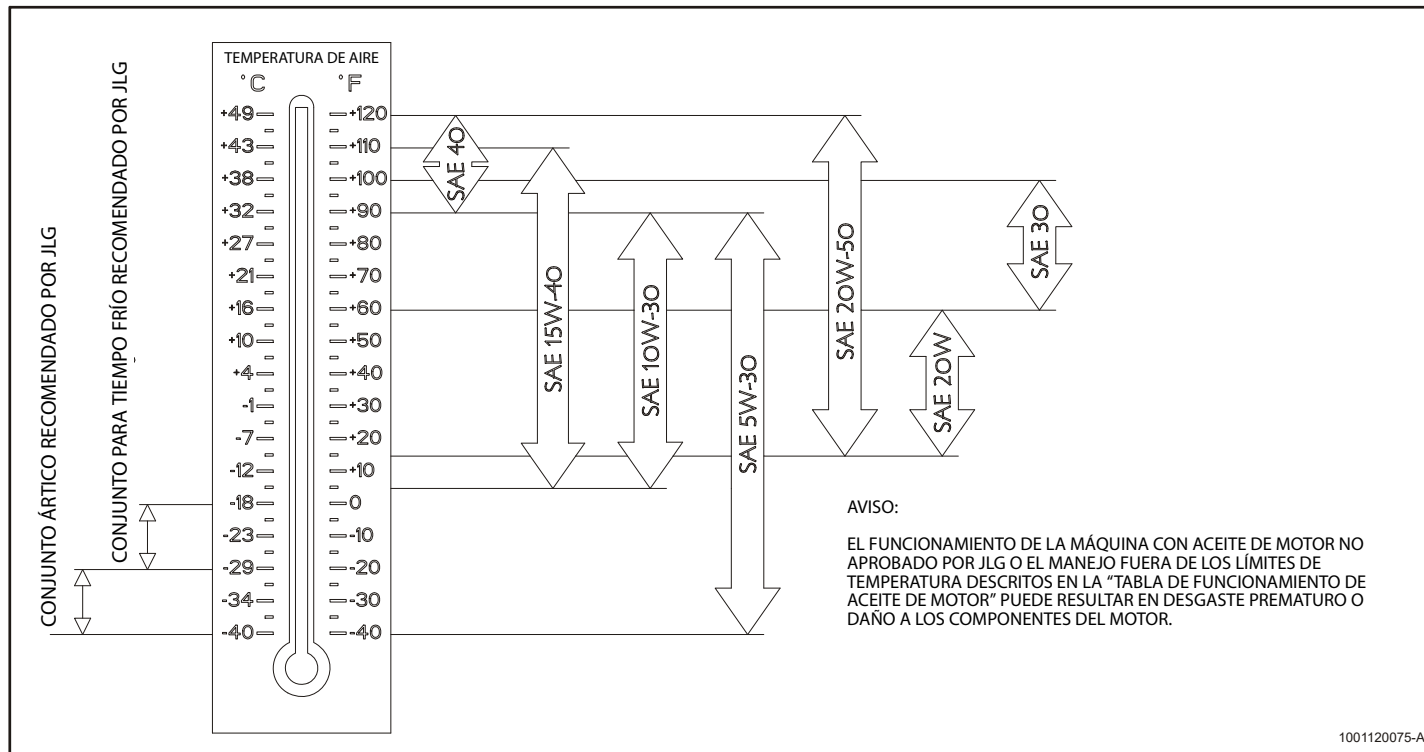 CONJUNTO ÁRTICO RECOMENDADO POR JLG
CONJUNTO PARA TIEMPO FRÍO RECOMENDADO POR JLG
TEMPERATURA DE AIRE
°C °F
+49 +120
+43 +110
+38 +100
+32 +90
+27 +80
+21 +70
+16 +60
+10 +50
+4 +40
-1 +30
-7 +20
-12 +10
-18 0
-23 -10
-29 -20
-34 -30
-40 -40
SAE 40
SAE 15W-40
SAE 10W-30
SAE 5W-30
SAE 20W-50
SAE 20W
SAE 30
AVISO:
EL FUNCIONAMIENTO DE LA MÁQUINA CON ACEITE DE MOTOR NO
APROBADO POR JLG O EL MANEJO FUERA DE LOS LÍMITES DE
TEMPERATURA DESCRITOS EN LA “TABLA DE FUNCIONAMIENTO DE
ACEITE DE MOTOR” PUEDE RESULTAR EN DESGASTE PREMATURO O
DAÑO A LOS COMPONENTES DEL MOTOR.
1001120075-A